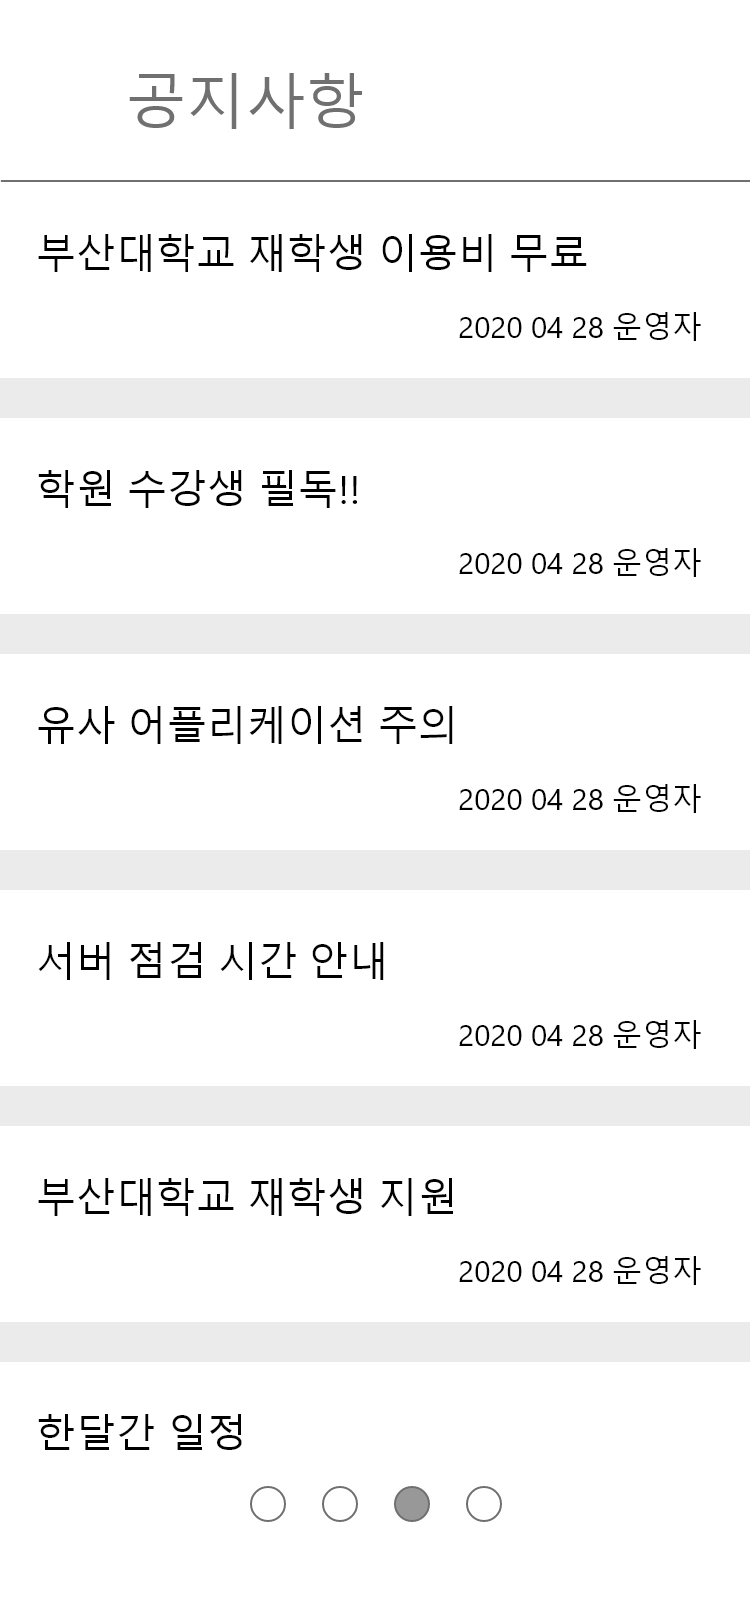 공지사항
부산대학교 재학생 이용비 무료
2020 04 28 운영자
학원 수강생 필독!!
2020 04 28 운영자
유사 어플리케이션 주의
2020 04 28 운영자
서버 점검 시간 안내
2020 04 28 운영자
부산대학교 재학생 지원
2020 04 28 운영자
한달간 일정